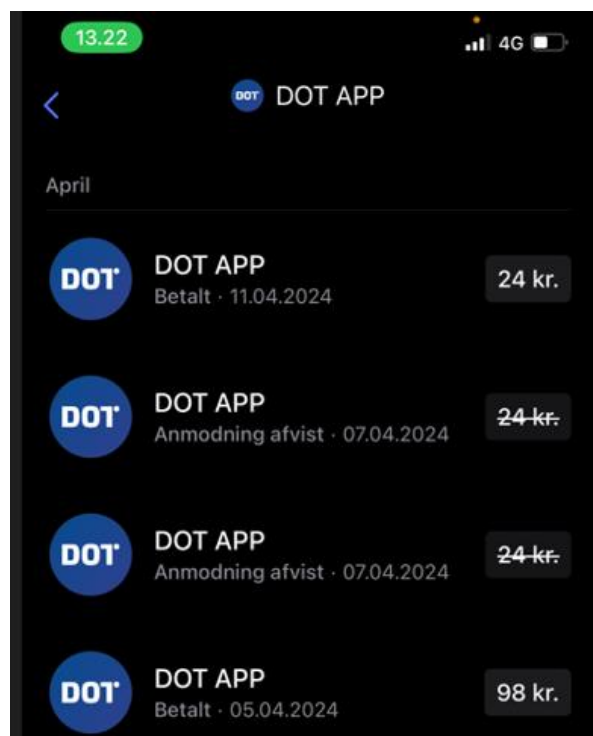 13.22
4G
DOT DOT APP
April
DOT
DOT APP
24 kr.
Betalt · 11.04.2024
DOT
DOT APP
24 kr.
Anmodning afvist · 07.04.2024
DOT
DOT APP
24 kr.
Anmodning afvist · 07.04.2024
DOT
DOT APP
98 kr.
Betalt · 05.04.2024